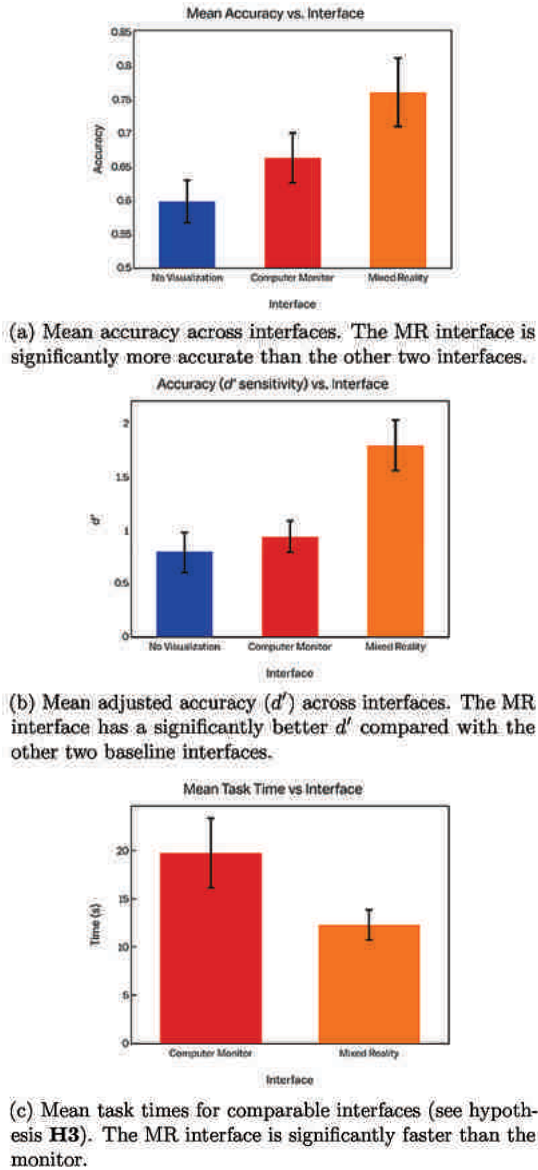 Mean Accuracy vs. Interface
0.85
0.8
0.75
0.7
0.65
0.6
0.55
0.5
Accuracy
No Visualization Computer Monitor Mixed Reality
Interface
(a) Mean accuracy across interfaces. The MR interface is
significantly more accurate than the other two interfaces.
Accuracy (d' sensitivity) vs. Interface
2
1.5
1
0.5
0
d'
No Visualization Computer Monitor Mixed Reality
Interface
(b) Mean adjusted accuracy (d′) across interfaces. The MR
interface has a significantly better d′ compared with the
other two baseline interfaces.
Mean Task Time vs Interface
20
15
10
5
0
Time (s)
Computer Monitor Mixed Reality
Interface
(c) Mean task times for comparable interfaces (see hypoth-
esis H3). The MR interface is significantly faster than the
monitor.